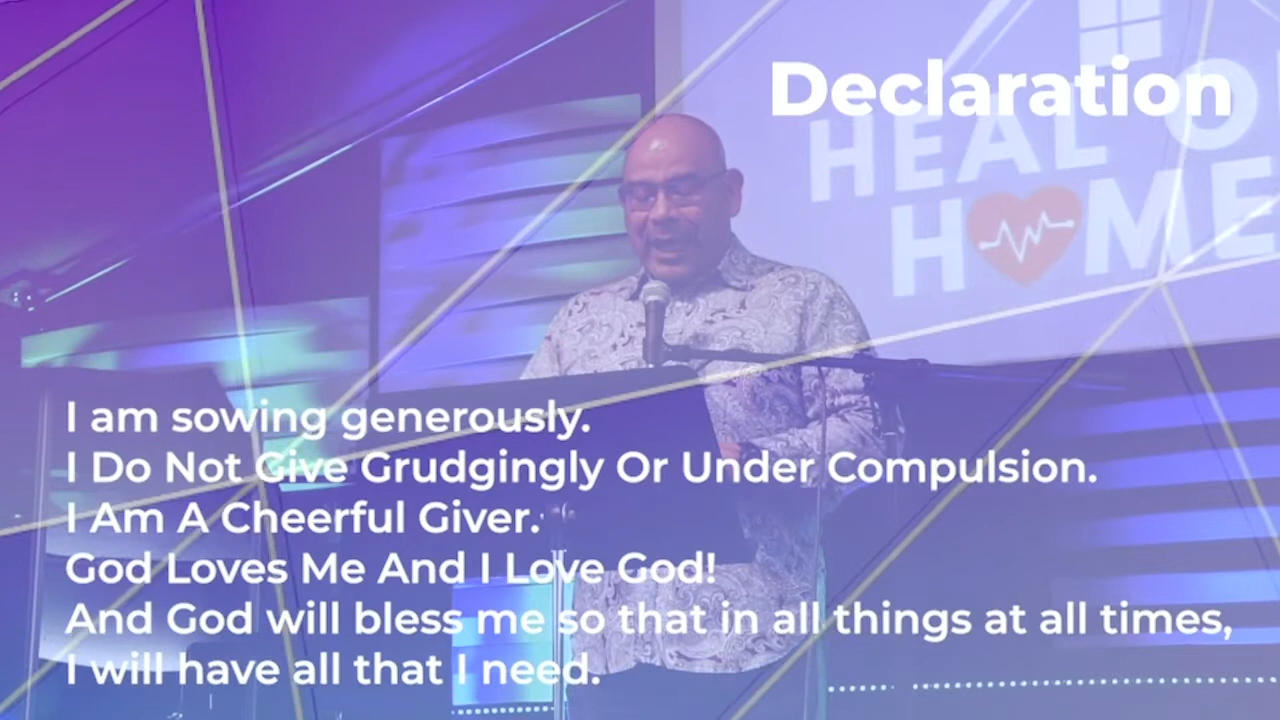 Declaration
HEAL O
HOME
I am sowing generously.
I Do Not Give Grudgingly Or Under Compulsion.
I Am A Cheerful Giver.
God Loves Me And I Love God!
And God will bless me so that in all things at all times,
I will have all that I need.